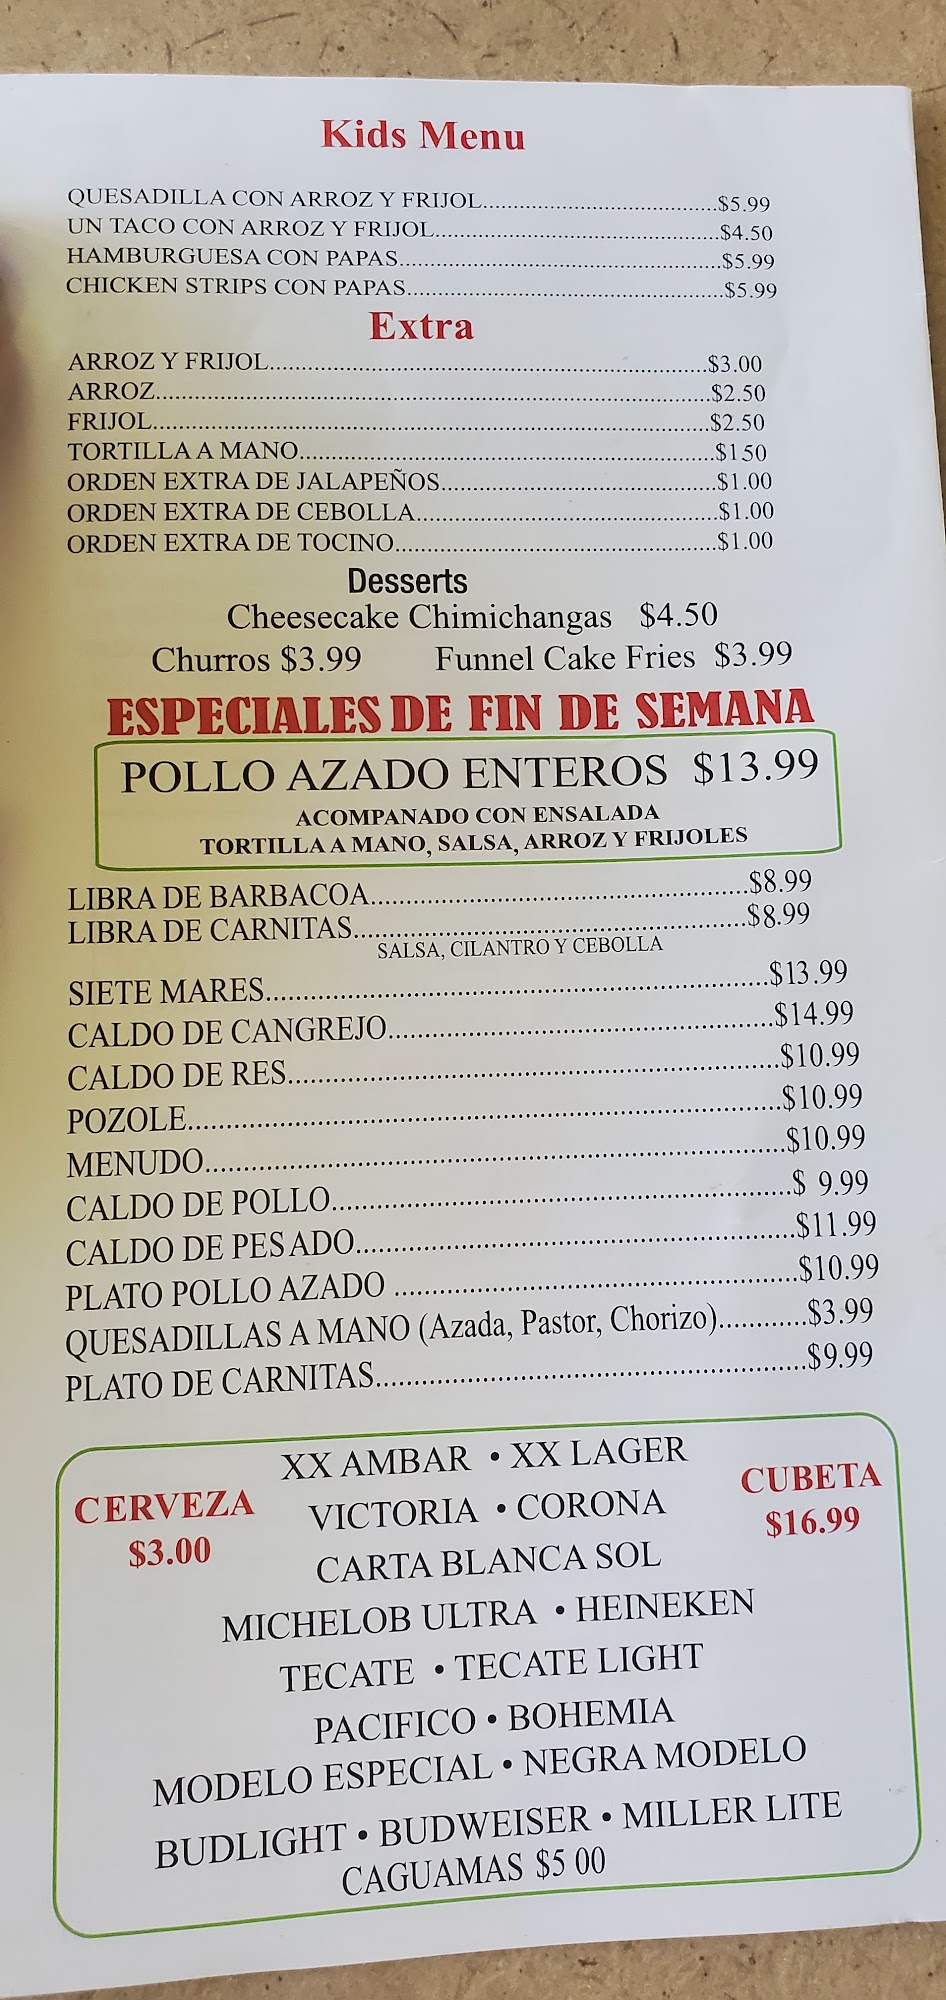 Kids Menu
QUESADILLA CON ARROZ Y FRIJOL.....$5.99
UN TACO CON ARROZ Y FRIJOL.....$4.50
HAMBURGUESA CON PAPAS.....$5.99
CHICKEN STRIPS CON PAPAS.....$5.99
Extra
ARROZ Y FRIJOL.....$3.00
ARROZ.....$2.50
FRIJOL.....$2.50
TORTILLA A MANO.....$1 50
ORDEN EXTRA DE JALAPEÑOS.....$1.00
ORDEN EXTRA DE CEBOLLA.....$1.00
ORDEN EXTRA DE TOCINO.....$1.00
Desserts
Cheesecake Chimichangas $4.50
Churros $3.99 Funnel Cake Fries $3.99
ESPECIALES DE FIN DE SEMANA
POLLO AZADO ENTEROS $13.99
ACOMPANADO CON ENSALADA
TORTILLA A MANO, SALSA, ARROZ Y FRIJOLES
LIBRA DE BARBACOA.....$8.99
LIBRA DE CARNITAS.....$8.99
SALSA, CILANTRO Y CEBOLLA
SIETE MARES.....$13.99
CALDO DE CANGREJO.....$14.99
CALDO DE RES.....$10.99
POZOLE.....$10.99
MENUDO.....$10.99
CALDO DE POLLO.....$ 9.99
CALDO DE PESADO.....$11.99
PLATO POLLO AZADO .....$10.99
QUESADILLAS A MANO (Azada, Pastor, Chorizo).....$3.99
PLATO DE CARNITAS.....$9.99
CERVEZA
$3.00
XX AMBAR • XX LAGER
VICTORIA • CORONA
CARTA BLANCA SOL
MICHELOB ULTRA • HEINEKEN
TECATE • TECATE LIGHT
PACIFICO • BOHEMIA
MODELO ESPECIAL • NEGRA MODELO
BUDLIGHT • BUDWEISER • MILLER LITE
CAGUAMAS $5 00
CUBETA
$16.99